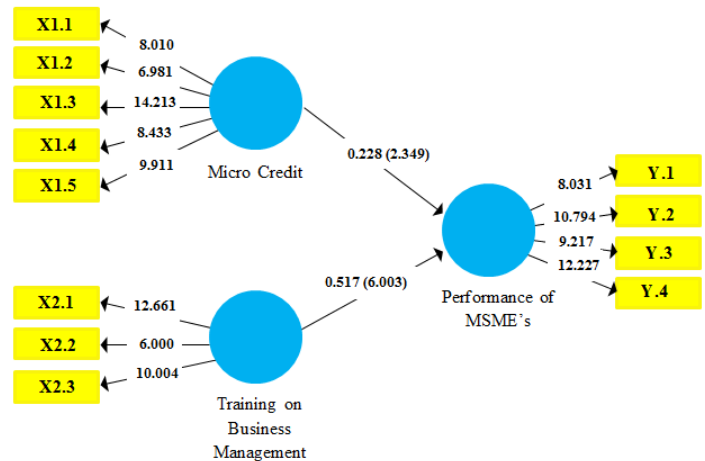 X1.1
8.010
X1.2
6.981
X1.3
14.213
X1.4
8.433
X1.5
9.911
Micro Credit
0.228 (2.349)
Y.1
8.031
Y.2
10.794
Y.3
9.217
Y.4
12.227
Performance of
MSME's
0.517 (6.003)
X2.1
12.661
X2.2
6.000
X2.3
10.004
Training on
Business
Management